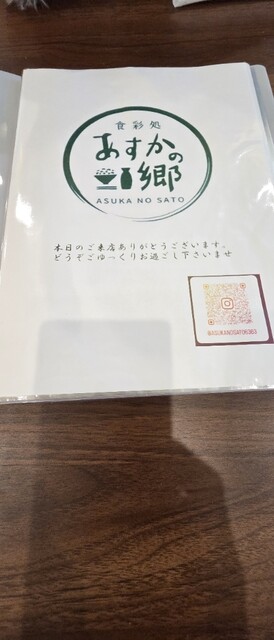 食彩処
あすかの郷
ASUKA NO SATO
本日のご来店ありがとうございます。
どうぞごゆっくりお過ごし下さいませ
@ASUKANOSATO8383